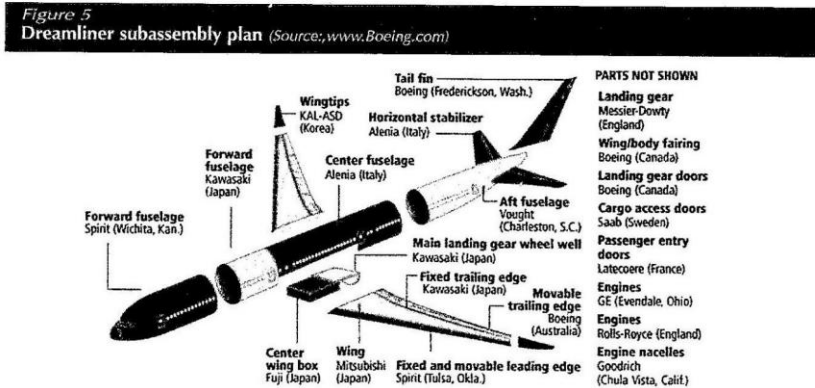 Figure 5
Dreamliner subassembly plan (Source:,www.Boeing.com)
Tail fin
Boeing (Frederickson, Wash.)
Wingtips
KAL-ASD
(Korea)
Horizontal stabilizer
Alenia (Italy)
Forward
fuselage
Kawasaki
(Japan)
Center fuselage
Alenia (Italy)
Forward fuselage
Spirit (Wichita, Kan.)
Aft fuselage
Vought
(Charleston, S.C.)
Main landing gear wheel well
Kawasaki (Japan)
Fixed trailing edge
Kawasaki (Japan)
Movable
trailing edge
Boeing
(Australia)
Center
wing box
Fuji (Japan)
Wing
Mitsubishi
(Japan)
Fixed and movable leading edge
Spirit (Tulsa, Okla.)
PARTS NOT SHOWN
Landing gear
Messier-Dowty
(England)
Wing/body fairing
Boeing (Canada)
Landing gear doors
Boeing (Canada)
Cargo access doors
Saab (Sweden)
Passenger entry
doors
Latecoere (France)
Engines
GE (Evendale, Ohio)
Engines
Rolls-Royce (England)
Engine nacelles
Goodrich
(Chula Vista, Calif.)